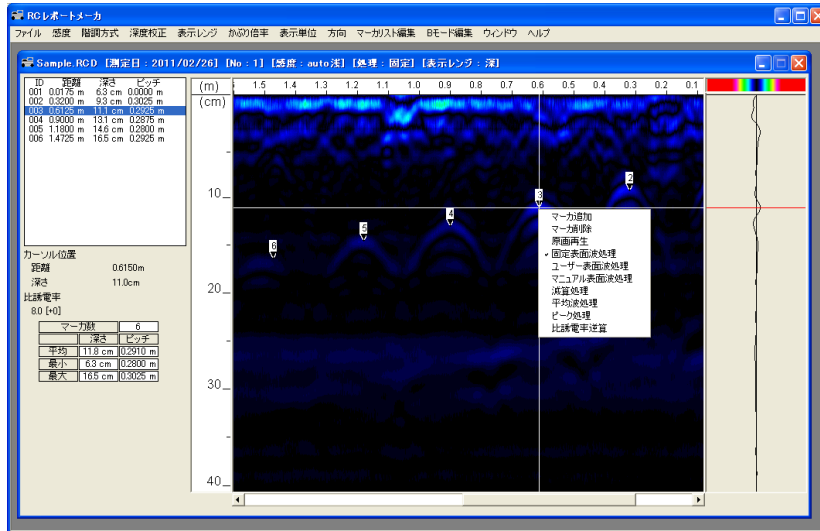 RCレポートメーカ
ファイル 感度 階調方式 深度校正 表示レンジ かぶり倍率 表示単位 方向 マーカリスト編集 Bモード編集 ウィンドウ ヘルプ
Sample.RCD [測定日:2011/02/26] [No:1] [感度:auto浅] [処理:固定] [表示レンジ:深]
ID 距離 深さ ピッチ
001 0.0175 m 6.3 cm 0.0000 m
002 0.3200 m 9.3 cm 0.3025 m
003 0.6125 m 11.1 cm 0.2925 m
004 0.9000 m 13.1 cm 0.2875 m
005 1.1800 m 14.6 cm 0.2800 m
006 1.4725 m 16.5 cm 0.2925 m
カーソル位置
距離 0.6150m
深さ 11.0cm
比誘電率
8.0 [+0]
マーカ数 6
深さ ピッチ
平均 11.8 cm 0.2910 m
最小 6.3 cm 0.2800 m
最大 16.5 cm 0.3025 m
(m) 1.5 1.4 1.3 1.2 1.1 1.0 0.9 0.8 0.7 0.6 0.5 0.4 0.3 0.2 0.1
(cm)
10
20
30
40
2
3
4
5
6
マーカ追加
マーカ削除
原画再生
✓固定表面波処理
ユーザー表面波処理
マニュアル表面波処理
減算処理
平均波処理
ピーク処理
比誘電率逆算